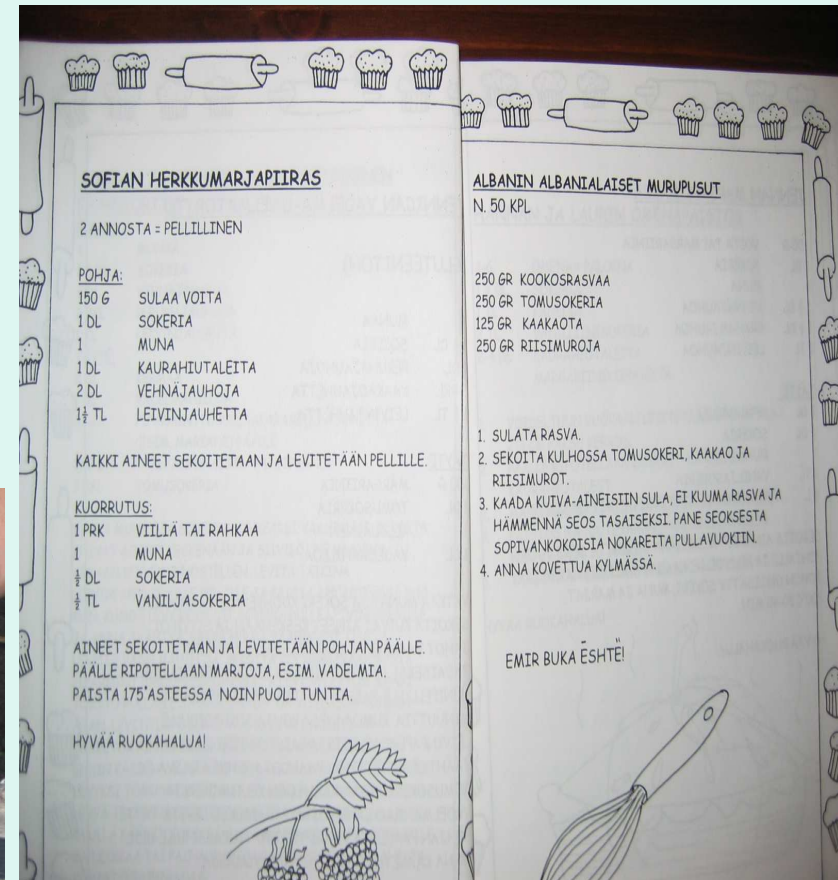 SOFIAN HERKKUMARJAPIIRAS
2 ANNOSTA = PELLILLINEN
POHJA:
150 G SULAA VOITA
1 DL SOKERIA
1 MUNA
1 DL KAURAHIUTALEITA
2 DL VEHNÄJAUHOJA
1½ TL LEIVINJAUHETTA
KAIKKI AINEET SEKOITETAAN JA LEVITETÄÄN PELLILLE.
KUORRUTUS:
1 PRK VIILIÄ TAI RAHKAA
1 MUNA
½ DL SOKERIA
½ TL VANILJASOKERIA
AINEET SEKOITETAAN JA LEVITETÄÄN POHJAN PÄÄLLE.
PÄÄLLE RIPOTELLAAN MARJOJA, ESIM. VADELMIA.
PAISTA 175°ASTEESSA NOIN PUOLI TUNTIA.
HYVÄÄ RUOKAHALUA!
ALBANIN ALBANIALAISET MURUPUSUT
N. 50 KPL
250 GR KOOKOSRASVAA
250 GR TOMUSOKERIA
125 GR KAAKAOTA
250 GR RIISIMUROJA
1. SULATA RASVA.
2. SEKOITA KULHOSSA TOMUSOKERI, KAAKAO JA
RIISIMUROT.
3. KAADA KUIVA-AINEISIIN SULA, EI KUUMA RASVA JA
HÄMMENNÄ SEOS TASAISEKSI. PANE SEOKSESTA
SOPIVANKOKOISIA NOKAREITA PULLAVUOKIIN.
4. ANNA KOVETTUA KYLMÄSSÄ.
EMIR BUKA ËSHTË!